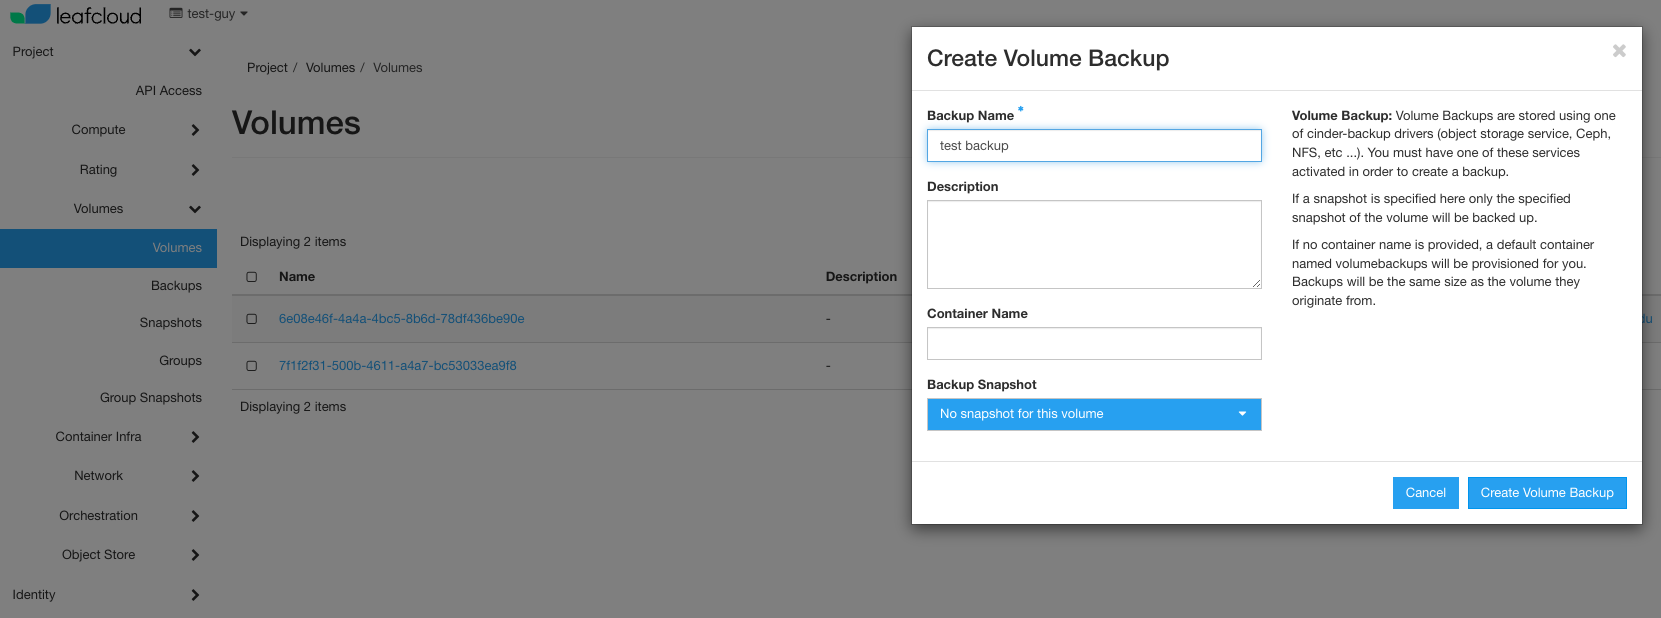 leafcloud
test-guy
Project
API Access
Compute
Rating
Volumes
Volumes
Backups
Snapshots
Groups
Group Snapshots
Container Infra
Network
Orchestration
Object Store
Identity
Project / Volumes / Volumes
Volumes
Displaying 2 items
Name Description
6e08e46f-4a4a-4bc5-8b6d-78df436be90e -
du
7f1f2f31-500b-4611-a4a7-bc53033ea9f8 -
Displaying 2 items
Create Volume Backup
Backup Name *
test backup
Description
Container Name
Backup Snapshot
No snapshot for this volume
Volume Backup: Volume Backups are stored using one
of cinder-backup drivers (object storage service, Ceph,
NFS, etc ...). You must have one of these services
activated in order to create a backup.
If a snapshot is specified here only the specified
snapshot of the volume will be backed up.
If no container name is provided, a default container
named volumebackups will be provisioned for you.
Backups will be the same size as the volume they
originate from.
Cancel
Create Volume Backup